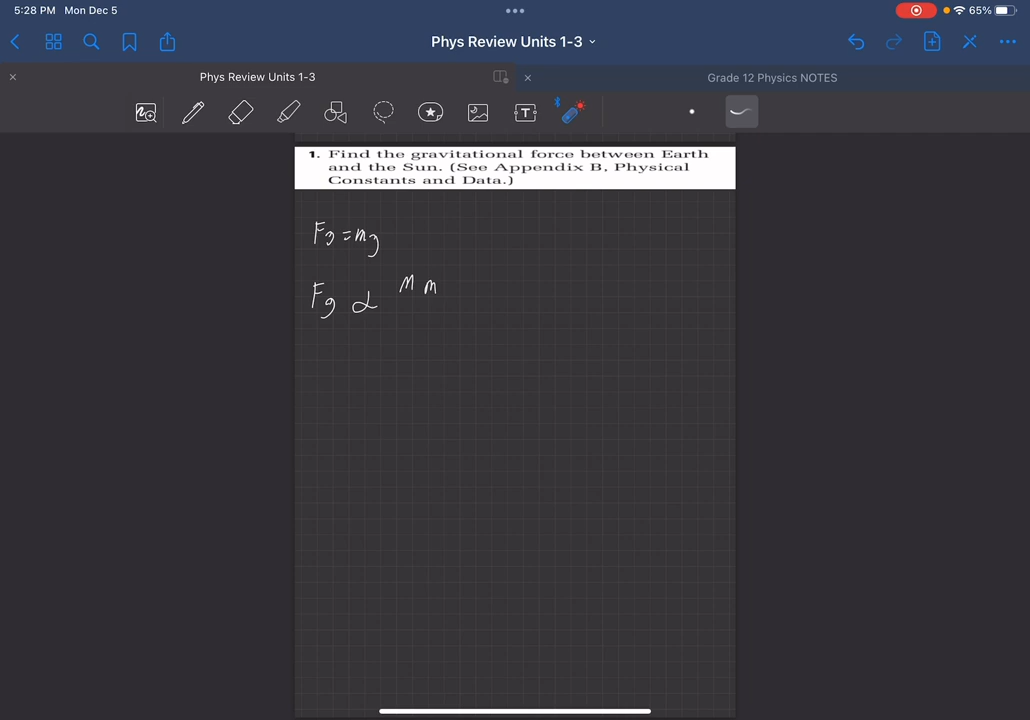 5:28 PM Mon Dec 5 65%
Phys Review Units 1-3
Phys Review Units 1-3
Grade 12 Physics NOTES
1. Find the gravitational force between Earth
and the Sun. (See Appendix B, Physical
Constants and Data.)
Fg = mg
Fg α M m